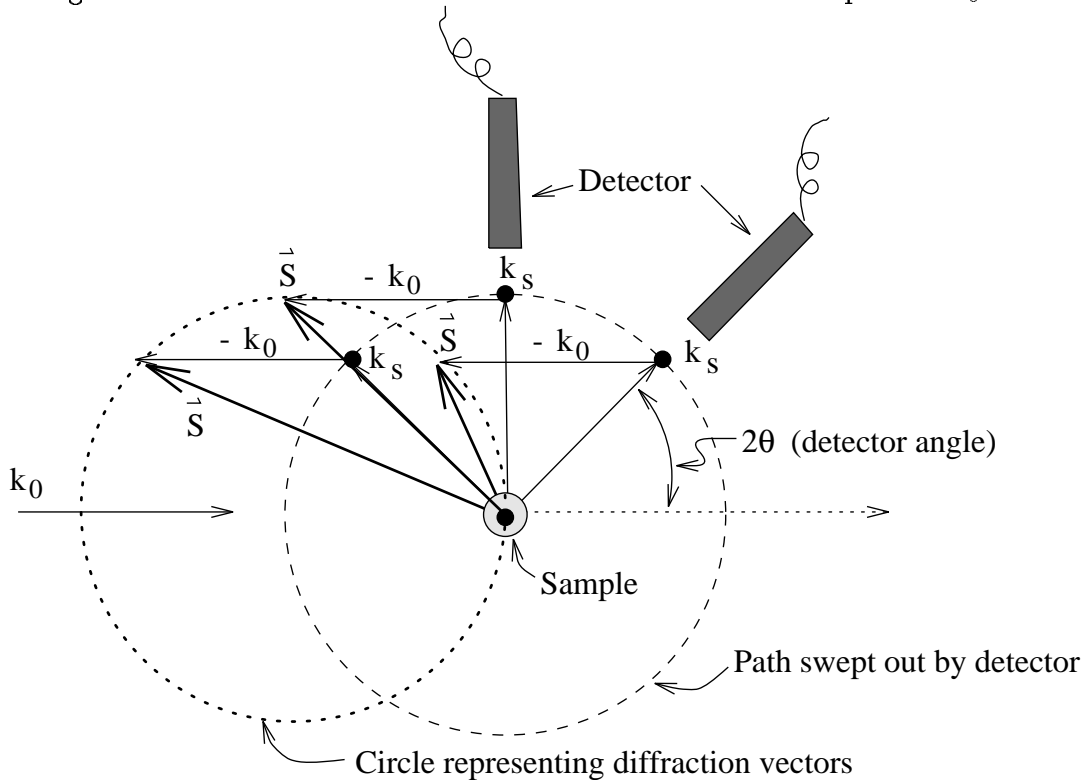 Detector
S
- k0
ks
- k0
ks
S
- k0
ks
S
2θ (detector angle)
k0
Sample
Path swept out by detector
Circle representing diffraction vectors